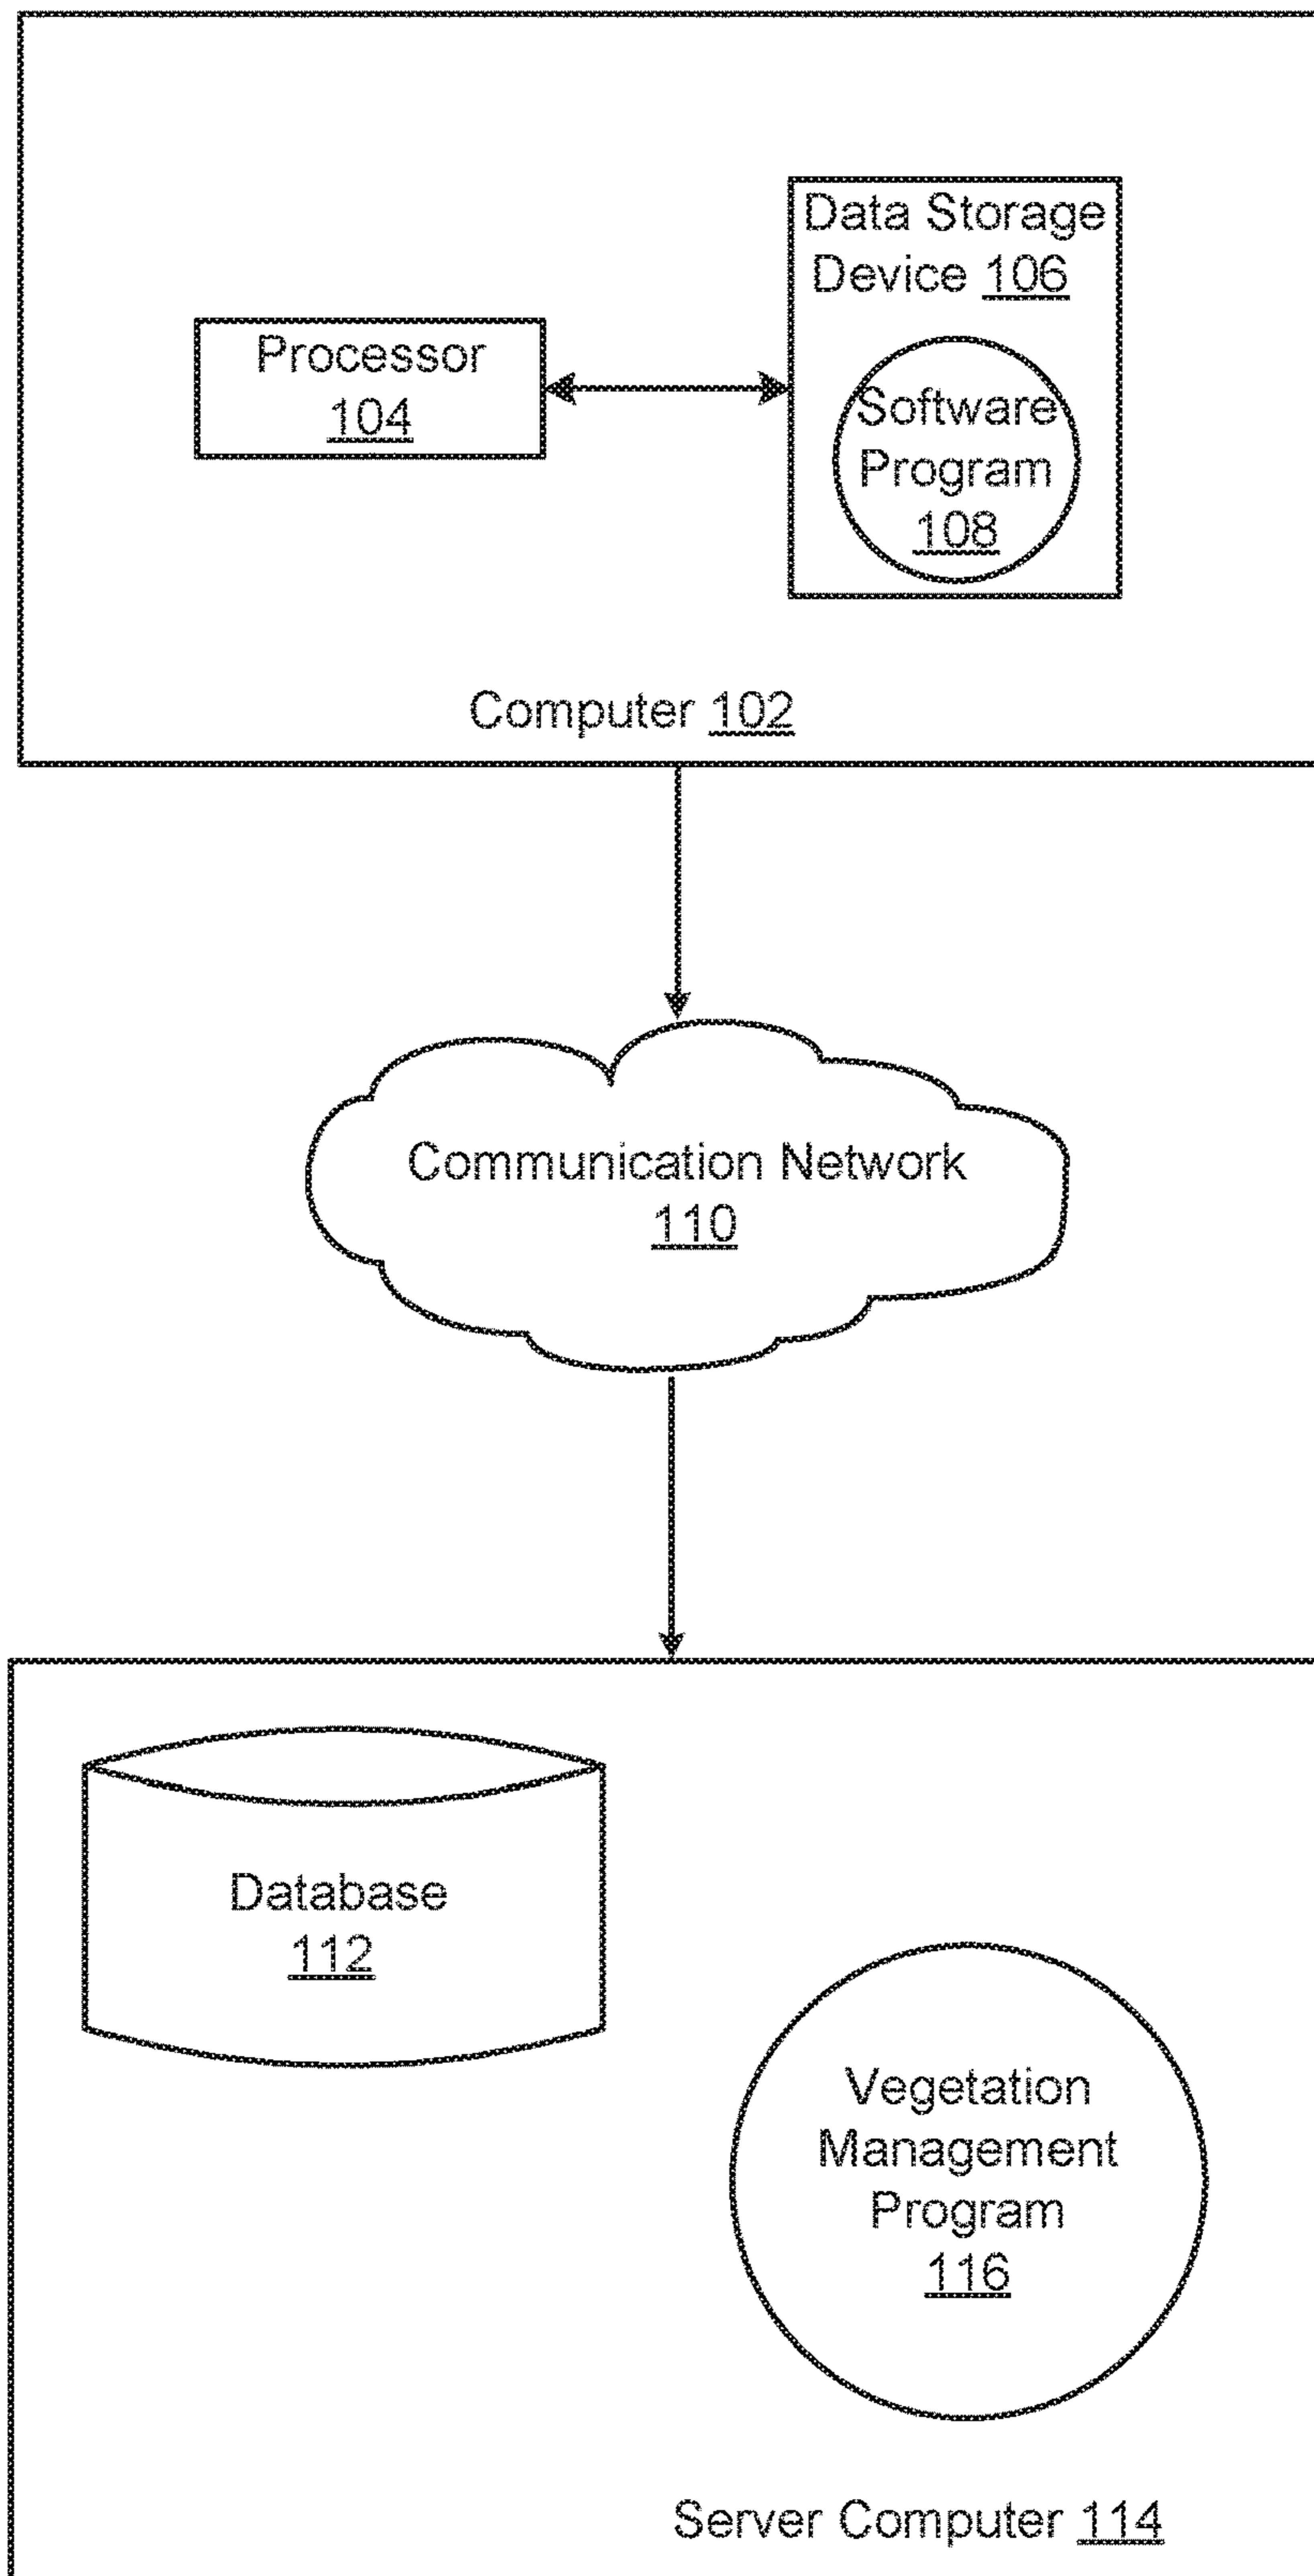 Data Storage
Device 106
Processor
104
Software
Program
108
Computer 102
Communication Network
110
Database
112
Vegetation
Management
Program
116
Server Computer 114